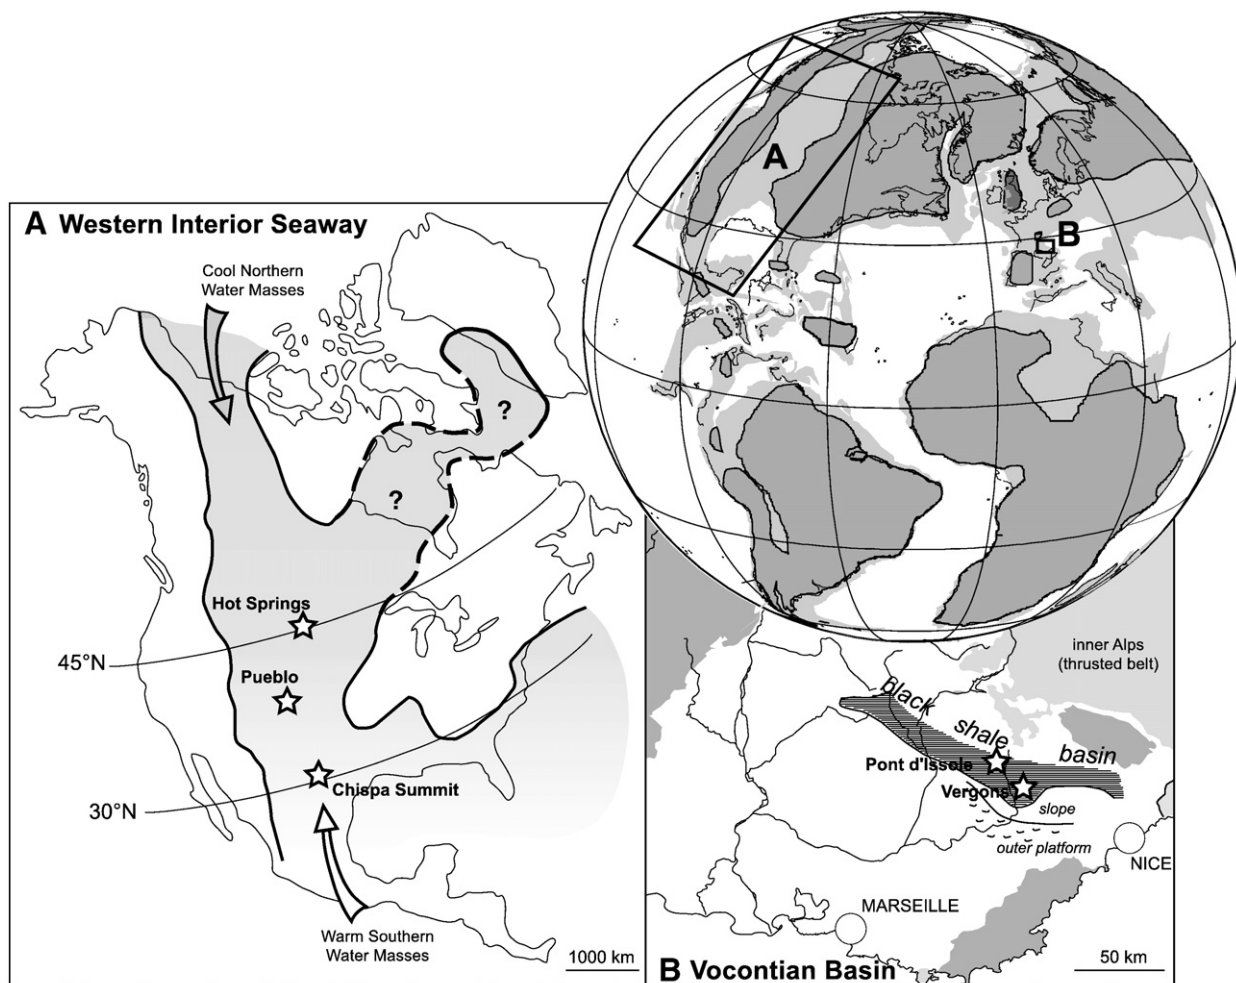 A
B
A Western Interior Seaway
Cool Northern
Water Masses
?
?
Hot Springs
45°N
Pueblo
Chispa Summit
30°N
Warm Southern
Water Masses
1000 km
inner Alps
(thrusted belt)
black shale basin
Pont d'Issole
Vergons
slope
outer platform
NICE
MARSEILLE
B Vocontian Basin
50 km